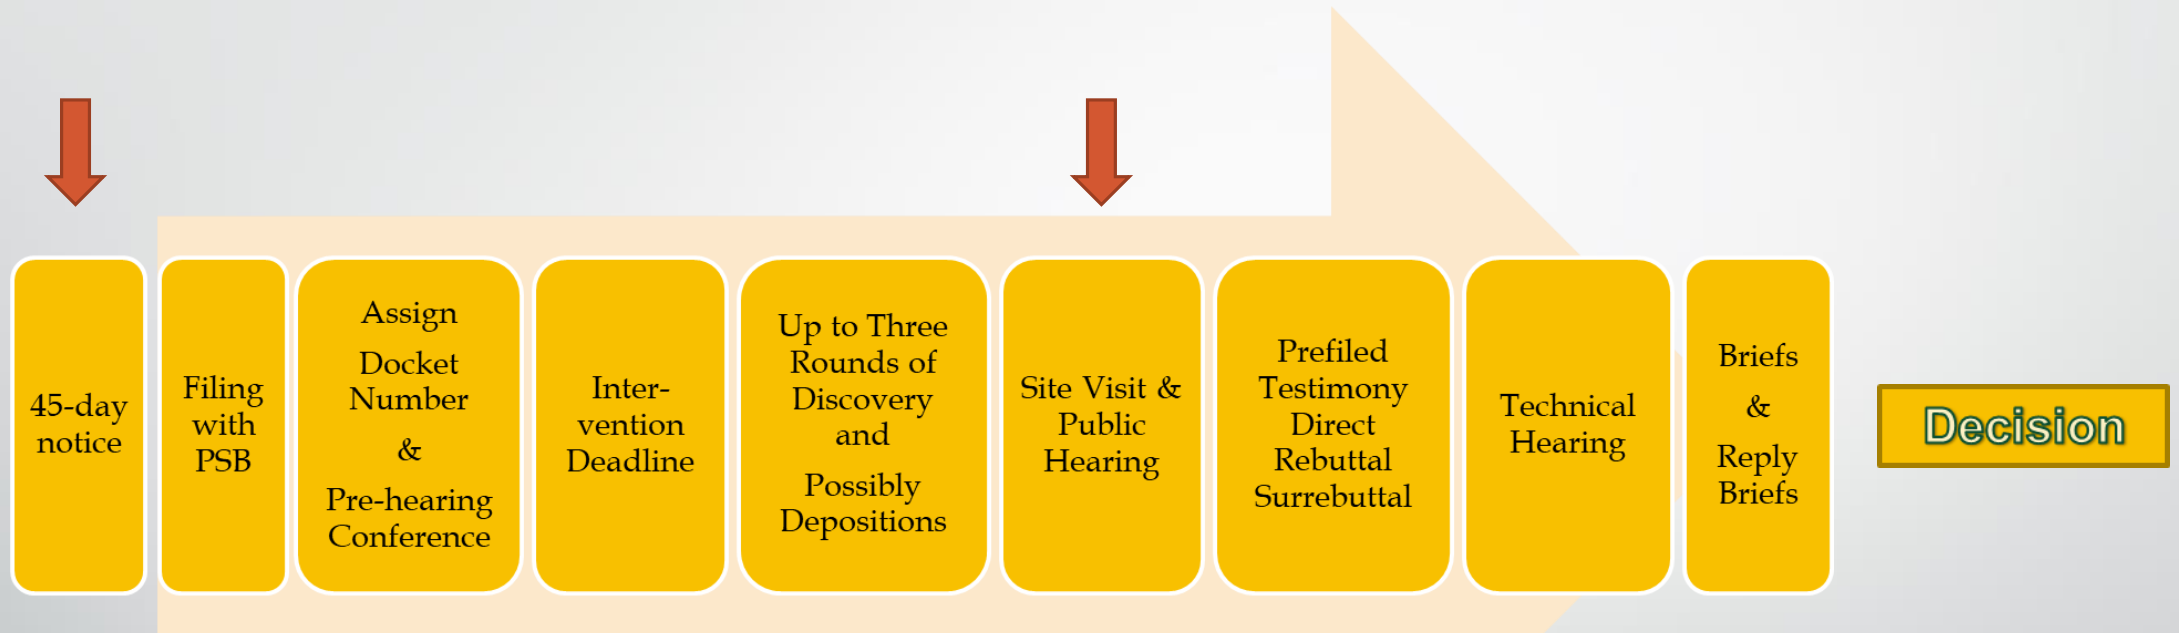 45-day
notice
Filing
with
PSB
Assign
Docket
Number
&
Pre-hearing
Conference
Inter-
vention
Deadline
Up to Three
Rounds of
Discovery
and
Possibly
Depositions
Site Visit &
Public
Hearing
Prefiled
Testimony
Direct
Rebuttal
Surrebuttal
Technical
Hearing
Briefs
&
Reply
Briefs
Decision